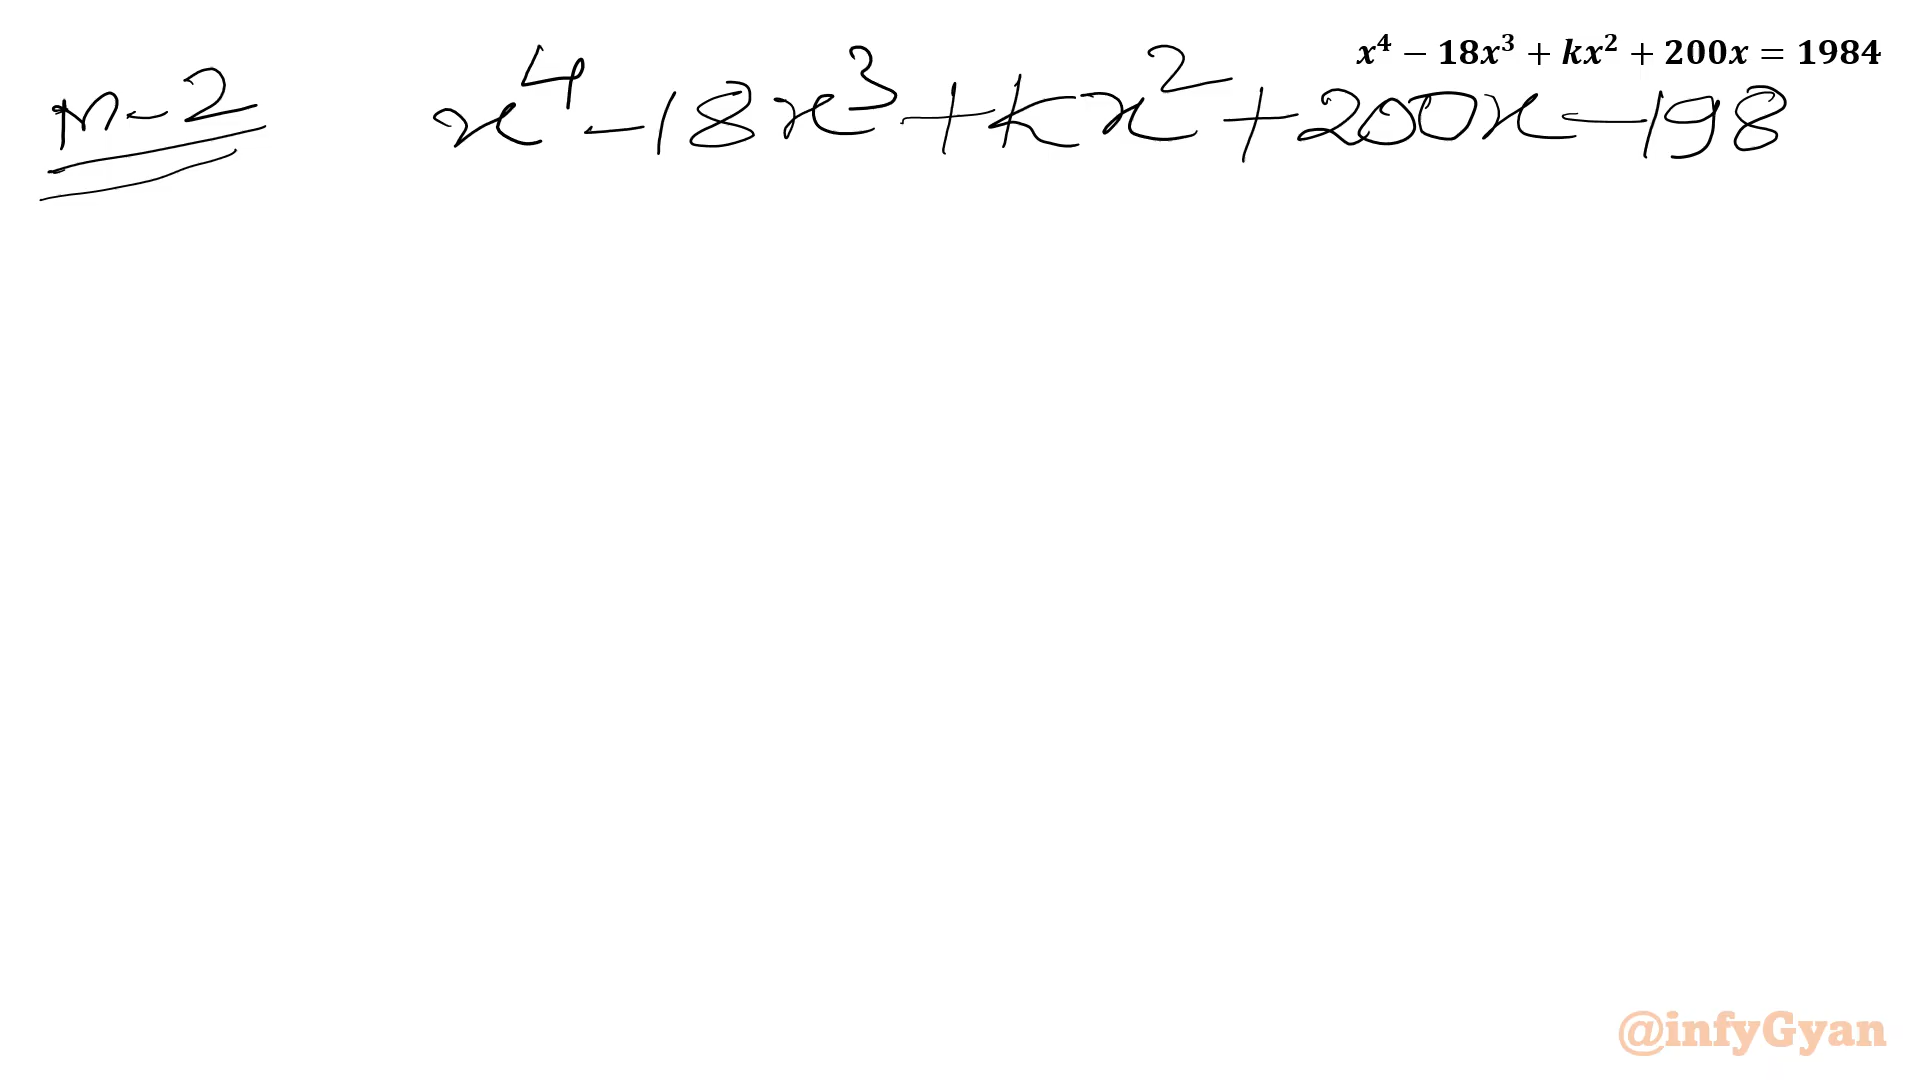 x⁴ − 18x³ + kx² + 200x = 1984
m-2 x⁴ - 18x³ + kx² + 200x - 198
@infyGyan